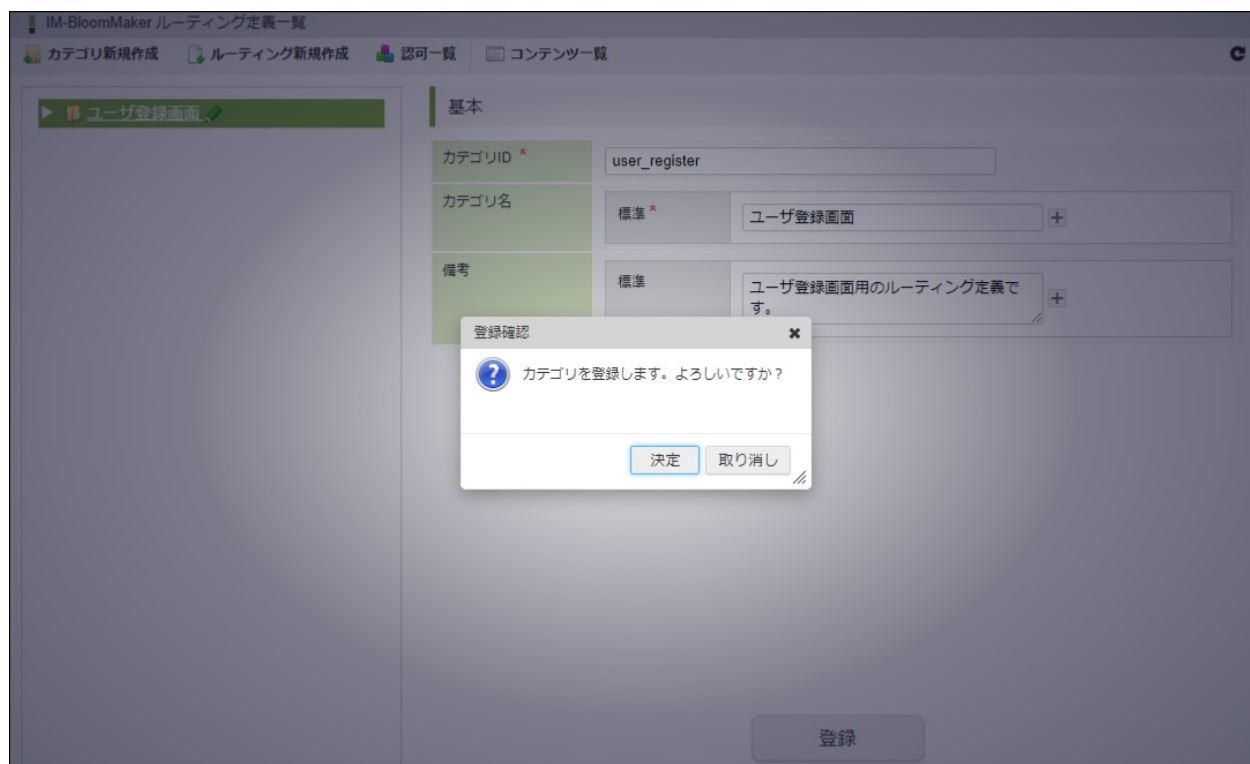 IM-BloomMaker ルーティング定義一覧
カテゴリ新規作成 ルーティング新規作成 認可一覧 コンテンツ一覧
ユーザ登録画面
基本
カテゴリID *
user_register
カテゴリ名
標準 *
ユーザ登録画面
備考
標準
ユーザ登録画面用のルーティング定義で
す。
登録確認
カテゴリを登録します。よろしいですか？
決定 取り消し
登録